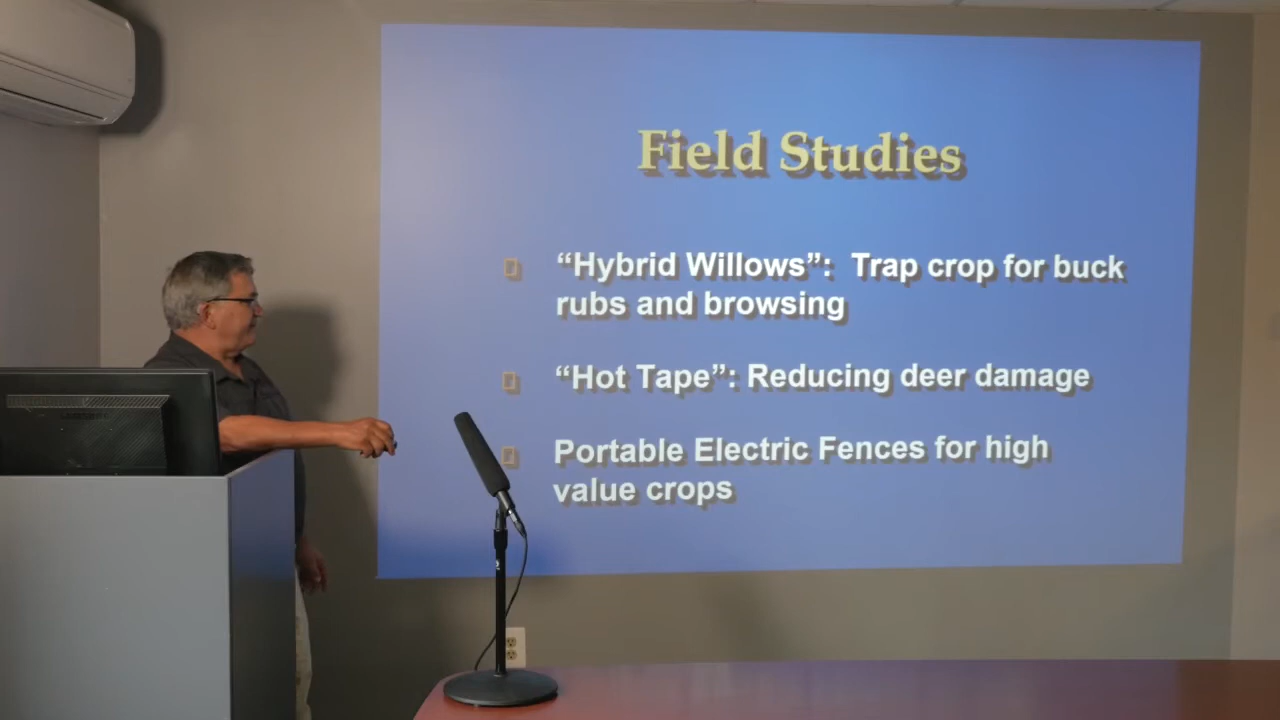 Field Studies
“Hybrid Willows”: Trap crop for buck
rubs and browsing
“Hot Tape”: Reducing deer damage
Portable Electric Fences for high
value crops